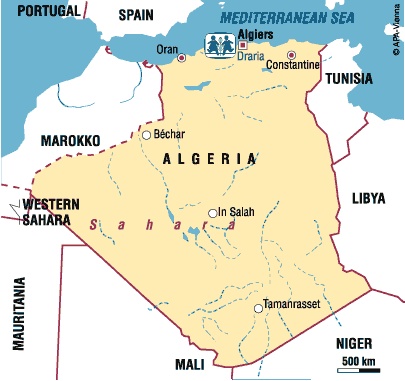 PORTUGAL
SPAIN
MEDITERRANEAN SEA
© APA-Vienna
Algiers
Oran
Draria
Constantine
TUNISIA
MAROKKO
Béchar
ALGERIA
LIBYA
WESTERN
SAHARA
In Salah
Sahara
MAURITANIA
Tamanrasset
NIGER
MALI
500 km